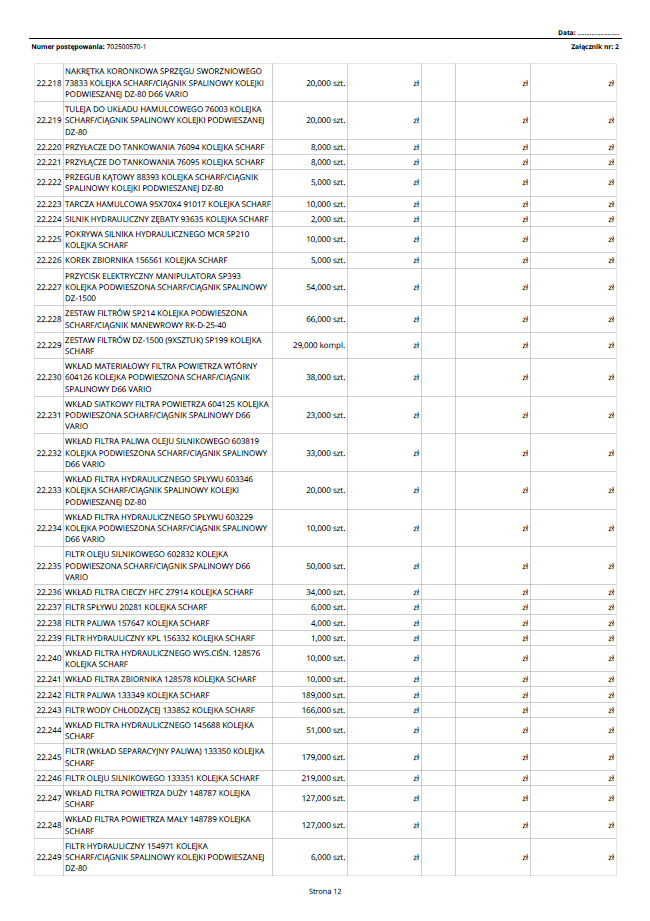 Data: ......................
Numer postępowania: 702500570-1 Załącznik nr: 2
NAKRĘTKA KORONKOWA SPRZĘGU SWORZNIOWEGO
22.218 73833 KOLEJKA SCHARF/CIĄGNIK SPALINOWY KOLEJKI 20,000 szt. zł zł zł
PODWIESZANEJ DZ-80 D66 VARIO
TULEJA DO UKŁADU HAMULCOWEGO 76003 KOLEJKA
22.219 SCHARF/CIĄGNIK SPALINOWY KOLEJKI PODWIESZANEJ 20,000 szt. zł zł zł
DZ-80
22.220 PRZYŁACZE DO TANKOWANIA 76094 KOLEJKA SCHARF 8,000 szt. zł zł zł
22.221 PRZYŁĄCZE DO TANKOWANIA 76095 KOLEJKA SCHARF 8,000 szt. zł zł zł
22.222 PRZEGUB KĄTOWY 88393 KOLEJKA SCHARF/CIĄGNIK 5,000 szt. zł zł zł
SPALINOWY KOLEJKI PODWIESZANEJ DZ-80
22.223 TARCZA HAMULCOWA 95X70X4 91017 KOLEJKA SCHARF 10,000 szt. zł zł zł
22.224 SILNIK HYDRAULICZNY ZĘBATY 93635 KOLEJKA SCHARF 2,000 szt. zł zł zł
22.225 POKRYWA SILNIKA HYDRAULICZNEGO MCR SP210 10,000 szt. zł zł zł
KOLEJKA SCHARF
22.226 KOREK ZBIORNIKA 156561 KOLEJKA SCHARF 5,000 szt. zł zł zł
PRZYCISK ELEKTRYCZNY MANIPULATORA SP393
22.227 KOLEJKA PODWIESZONA SCHARF/CIĄGNIK SPALINOWY 54,000 szt. zł zł zł
DZ-1500
22.228 ZESTAW FILTRÓW SP214 KOLEJKA PODWIESZONA 66,000 szt. zł zł zł
SCHARF/CIĄGNIK MANEWROWY RK-D-25-40
22.229 ZESTAW FILTRÓW DZ-1500 (9XSZTUK) SP199 KOLEJKA 29,000 kompl. zł zł zł
SCHARF
WKŁAD MATERIAŁOWY FILTRA POWIETRZA WTÓRNY
22.230 604126 KOLEJKA PODWIESZONA SCHARF/CIĄGNIK 38,000 szt. zł zł zł
SPALINOWY D66 VARIO
WKŁAD SIATKOWY FILTRA POWIETRZA 604125 KOLEJKA
22.231 PODWIESZONA SCHARF/CIĄGNIK SPALINOWY D66 23,000 szt. zł zł zł
VARIO
WKŁAD FILTRA PALIWA OLEJU SILNIKOWEGO 603819
22.232 KOLEJKA PODWIESZONA SCHARF/CIĄGNIK SPALINOWY 33,000 szt. zł zł zł
D66 VARIO
WKŁAD FILTRA HYDRAULICZNEGO SPŁYWU 603346
22.233 KOLEJKA SCHARF/CIĄGNIK SPALINOWY KOLEJKI 20,000 szt. zł zł zł
PODWIESZANEJ DZ-80
WKŁAD FILTRA HYDRAULICZNEGO SPŁYWU 603229
22.234 KOLEJKA PODWIESZONA SCHARF/CIĄGNIK SPALINOWY 10,000 szt. zł zł zł
D66 VARIO
FILTR OLEJU SILNIKOWEGO 602832 KOLEJKA
22.235 PODWIESZONA SCHARF/CIĄGNIK SPALINOWY D66 50,000 szt. zł zł zł
VARIO
22.236 WKŁAD FILTRA CIECZY HFC 27914 KOLEJKA SCHARF 34,000 szt. zł zł zł
22.237 FILTR SPŁYWU 20281 KOLEJKA SCHARF 6,000 szt. zł zł zł
22.238 FILTR PALIWA 157647 KOLEJKA SCHARF 4,000 szt. zł zł zł
22.239 FILTR HYDRAULICZNY KPL 156332 KOLEJKA SCHARF 1,000 szt. zł zł zł
22.240 WKŁAD FILTRA HYDRAULICZNEGO WYS.CIŚN. 128576 10,000 szt. zł zł zł
KOLEJKA SCHARF
22.241 WKŁAD FILTRA ZBIORNIKA 128578 KOLEJKA SCHARF 10,000 szt. zł zł zł
22.242 FILTR PALIWA 133349 KOLEJKA SCHARF 189,000 szt. zł zł zł
22.243 FILTR WODY CHŁODZĄCEJ 133852 KOLEJKA SCHARF 166,000 szt. zł zł zł
22.244 WKŁAD FILTRA HYDRAULICZNEGO 145688 KOLEJKA 51,000 szt. zł zł zł
SCHARF
22.245 FILTR (WKŁAD SEPARACYJNY PALIWA) 133350 KOLEJKA 179,000 szt. zł zł zł
SCHARF
22.246 FILTR OLEJU SILNIKOWEGO 133351 KOLEJKA SCHARF 219,000 szt. zł zł zł
22.247 WKŁAD FILTRA POWIETRZA DUŻY 148787 KOLEJKA 127,000 szt. zł zł zł
SCHARF
22.248 WKŁAD FILTRA POWIETRZA MAŁY 148789 KOLEJKA 127,000 szt. zł zł zł
SCHARF
FILTR HYDRAULICZNY 154971 KOLEJKA
22.249 SCHARF/CIĄGNIK SPALINOWY KOLEJKI PODWIESZANEJ 6,000 szt. zł zł zł
DZ-80
Strona 12